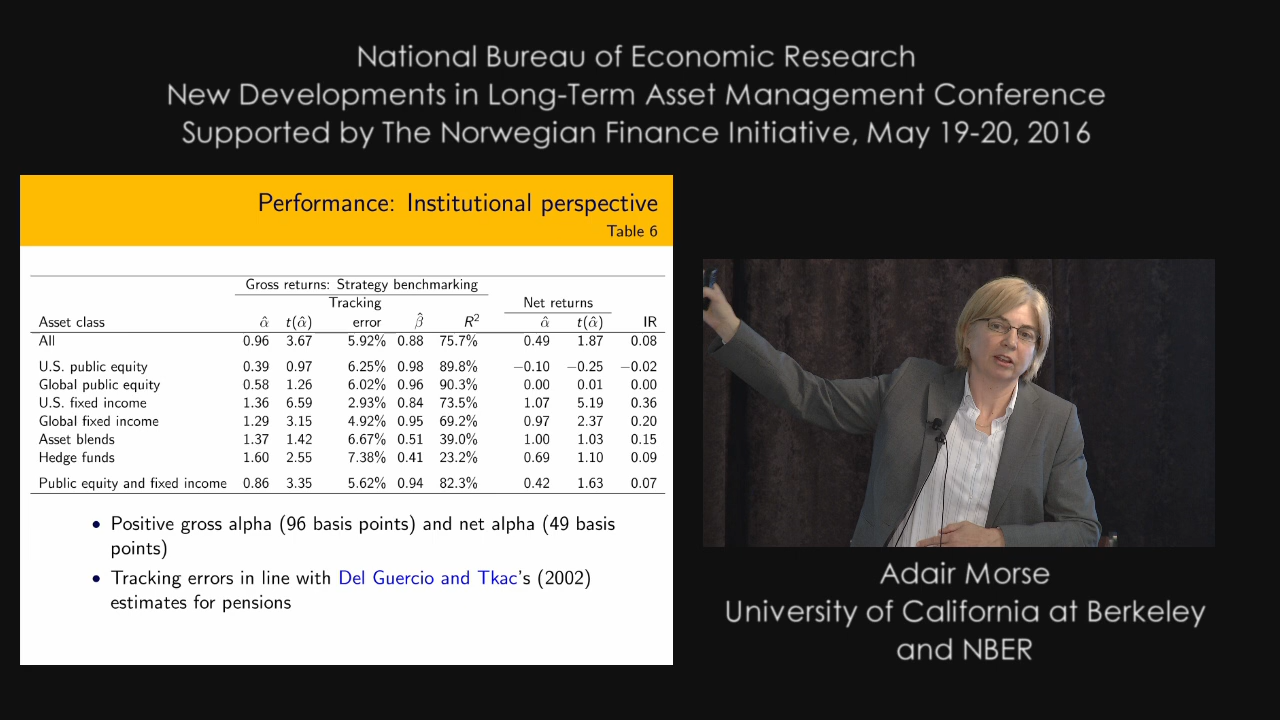 National Bureau of Economic Research
New Developments in Long-Term Asset Management Conference
Supported by The Norwegian Finance Initiative, May 19-20, 2016
Performance: Institutional perspective
Table 6
Gross returns: Strategy benchmarking
Tracking Net returns
Asset class α̂ t(α̂) error β̂ R² α̂ t(α̂) IR
All 0.96 3.67 5.92% 0.88 75.7% 0.49 1.87 0.08
U.S. public equity 0.39 0.97 6.25% 0.98 89.8% −0.10 −0.25 −0.02
Global public equity 0.58 1.26 6.02% 0.96 90.3% 0.00 0.01 0.00
U.S. fixed income 1.36 6.59 2.93% 0.84 73.5% 1.07 5.19 0.36
Global fixed income 1.29 3.15 4.92% 0.95 69.2% 0.97 2.37 0.20
Asset blends 1.37 1.42 6.67% 0.51 39.0% 1.00 1.03 0.15
Hedge funds 1.60 2.55 7.38% 0.41 23.2% 0.69 1.10 0.09
Public equity and fixed income 0.86 3.35 5.62% 0.94 82.3% 0.42 1.63 0.07
• Positive gross alpha (96 basis points) and net alpha (49 basis
points)
• Tracking errors in line with Del Guercio and Tkac's (2002)
estimates for pensions
Adair Morse
University of California at Berkeley
and NBER